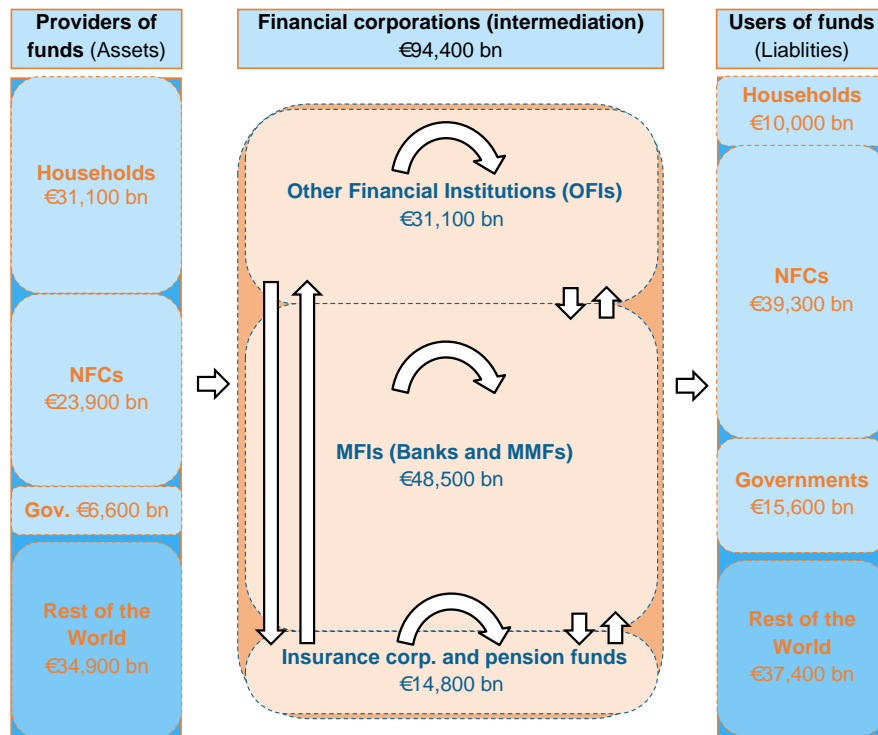 Providers of
funds (Assets)
Financial corporations (intermediation)
€94,400 bn
Users of funds
(Liablities)
Households
€31,100 bn
NFCs
€23,900 bn
Gov. €6,600 bn
Rest of the
World
€34,900 bn
Other Financial Institutions (OFIs)
€31,100 bn
MFIs (Banks and MMFs)
€48,500 bn
Insurance corp. and pension funds
€14,800 bn
Households
€10,000 bn
NFCs
€39,300 bn
Governments
€15,600 bn
Rest of the
World
€37,400 bn